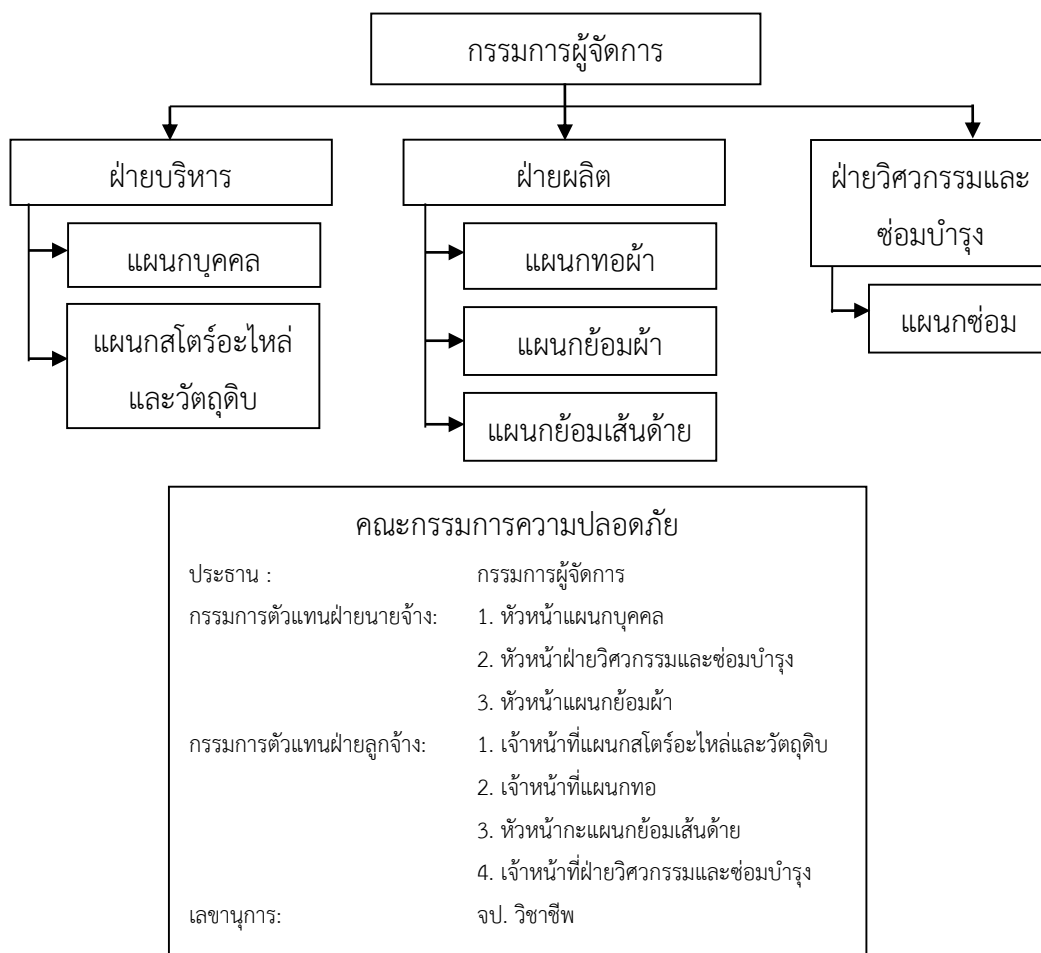 กรรมการผู้จัดการ
ฝ่ายบริหาร
แผนกบุคคล
แผนกสโตร์อะไหล่
และวัตถุดิบ
ฝ่ายผลิต
แผนกทอผ้า
แผนกย้อมผ้า
แผนกย้อมเส้นด้าย
ฝ่ายวิศวกรรมและ
ซ่อมบำรุง
แผนกซ่อม
คณะกรรมการความปลอดภัย
ประธาน : กรรมการผู้จัดการ
กรรมการตัวแทนฝ่ายนายจ้าง: 1. หัวหน้าแผนกบุคคล
2. หัวหน้าฝ่ายวิศวกรรมและซ่อมบำรุง
3. หัวหน้าแผนกย้อมผ้า
กรรมการตัวแทนฝ่ายลูกจ้าง: 1. เจ้าหน้าที่แผนกสโตร์อะไหล่และวัตถุดิบ
2. เจ้าหน้าที่แผนกทอ
3. หัวหน้ากะแผนกย้อมเส้นด้าย
4. เจ้าหน้าที่ฝ่ายวิศวกรรมและซ่อมบำรุง
เลขานุการ: จป. วิชาชีพ